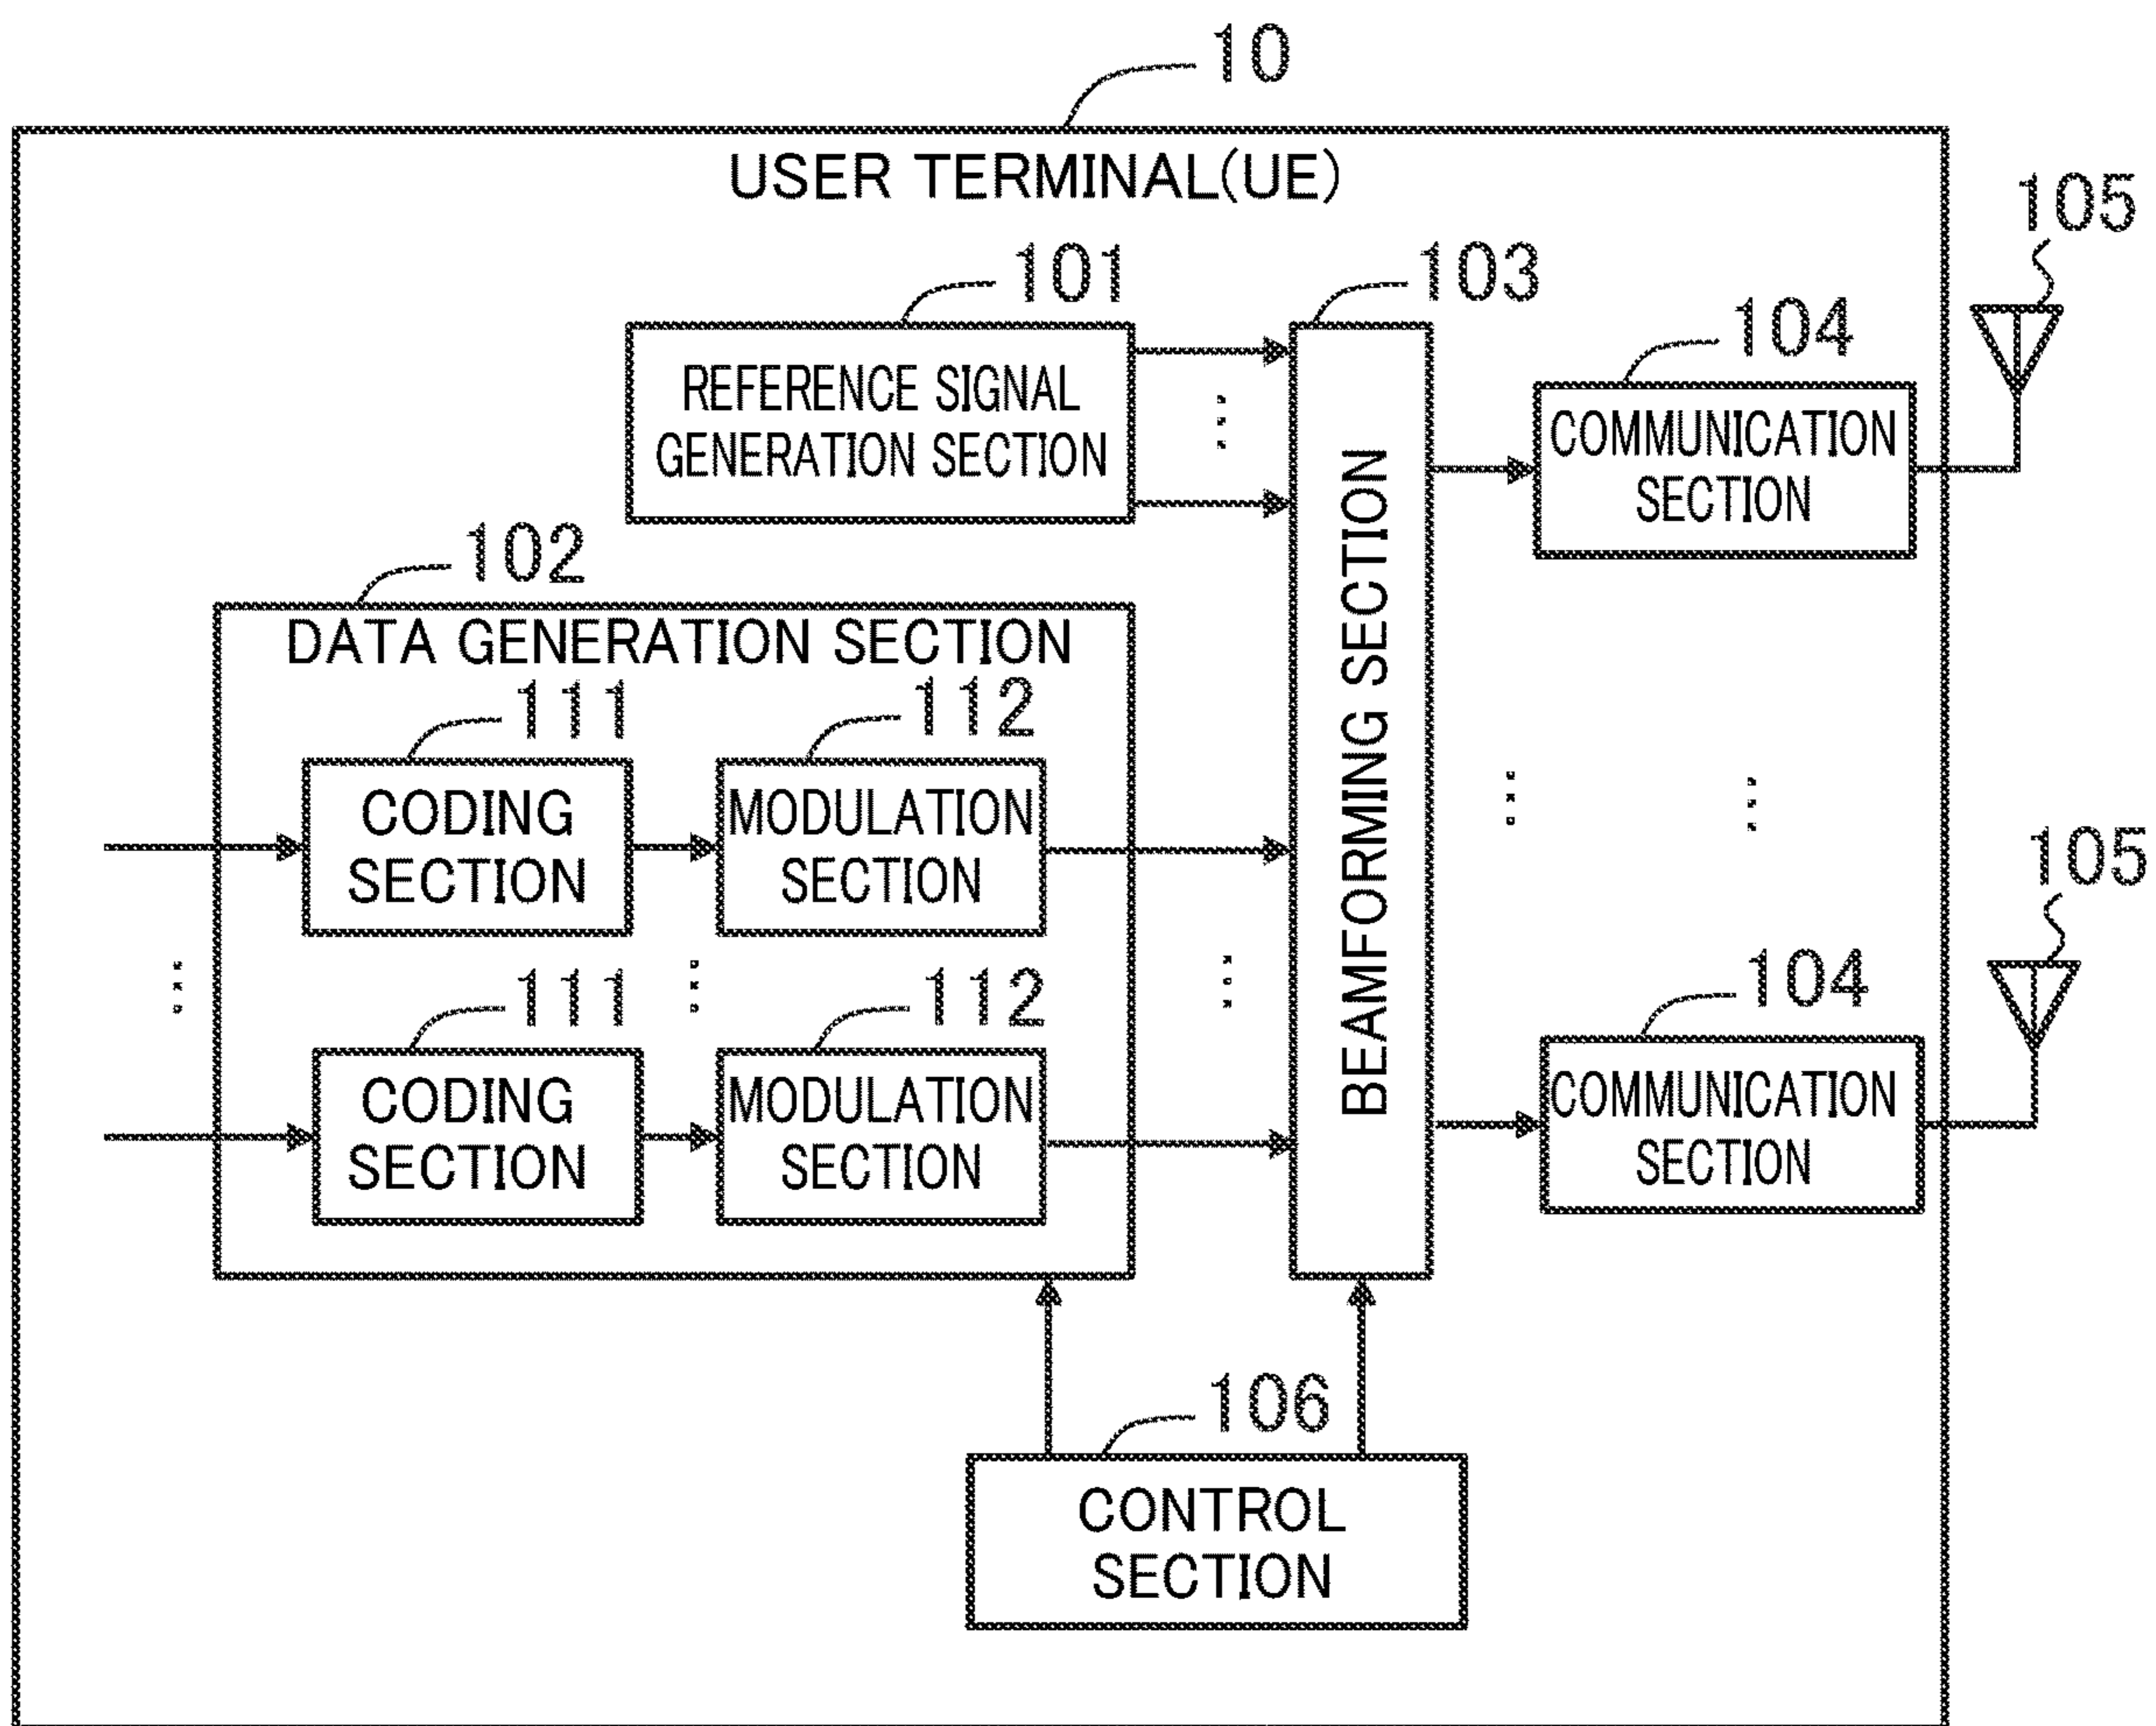 10
USER TERMINAL(UE)
105
101
103
REFERENCE SIGNAL
GENERATION SECTION
104
COMMUNICATION
SECTION
102
DATA GENERATION SECTION
111
112
CODING
SECTION
MODULATION
SECTION
BEAMFORMING SECTION
105
111
112
CODING
SECTION
MODULATION
SECTION
104
COMMUNICATION
SECTION
106
CONTROL
SECTION